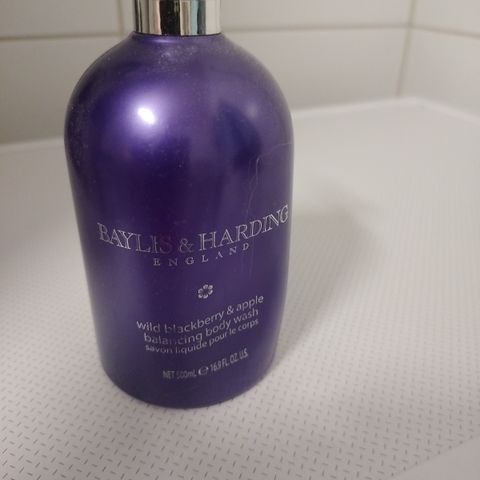 BAYLIS & HARDING
ENGLAND
wild blackberry & apple
balancing body wash
savon liquide pour le corps
NET 500mL ℮ 16.9 FL. OZ. U.S.